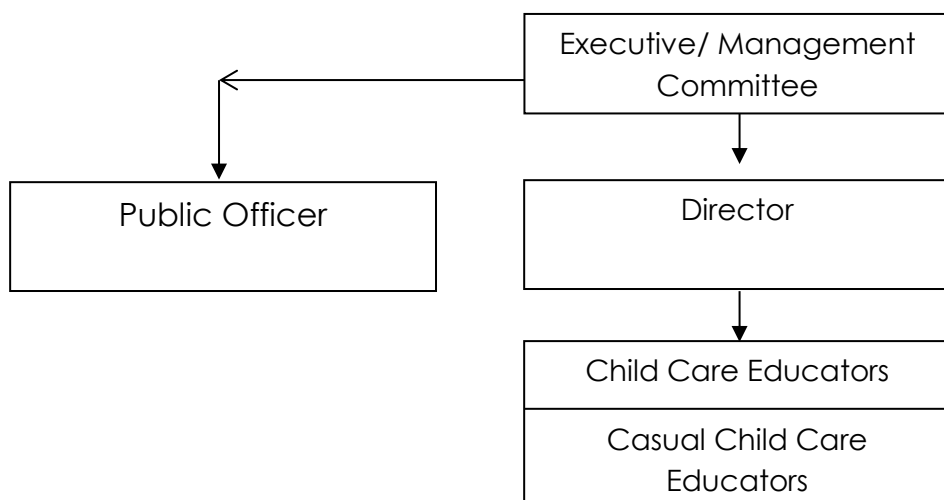 Executive/ Management
Committee
Public Officer
Director
Child Care Educators
Casual Child Care
Educators